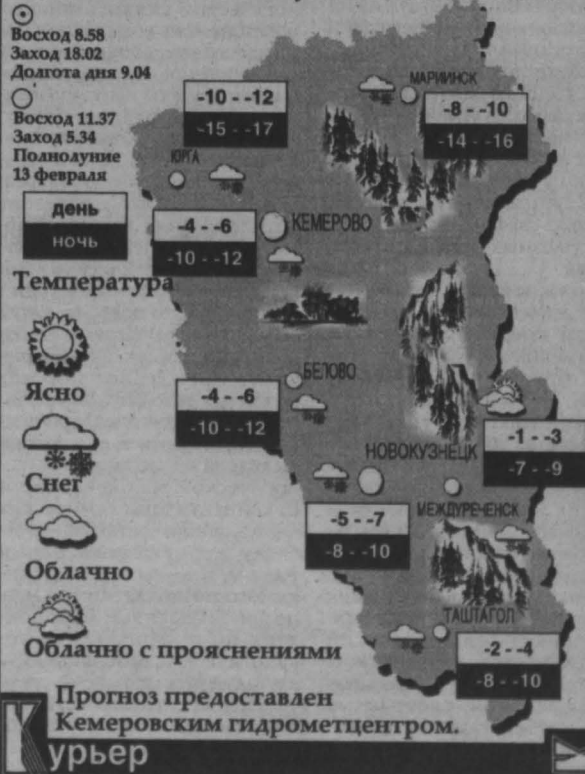 Восход 8.58
Заход 18.02
Долгота дня 9.04
Восход 11.37
Заход 5.34
Полнолуние
13 февраля
день
ночь
Температура
Ясно
Снег
Облачно
Облачно с прояснениями
МАРИИНСК
-8 - -10
-14 - -16
-10 - -12
-15 - -17
ЮРГА
КЕМЕРОВО
-4 - -6
-10 - -12
БЕЛОВО
-4 - -6
-10 - -12
НОВОКУЗНЕЦК
-5 - -7
-8 - -10
-1 - -3
-7 - -9
МЕЖДУРЕЧЕНСК
ТАШТАГОЛ
-2 - -4
-8 - -10
Прогноз предоставлен
Кемеровским гидрометцентром.
Курьер